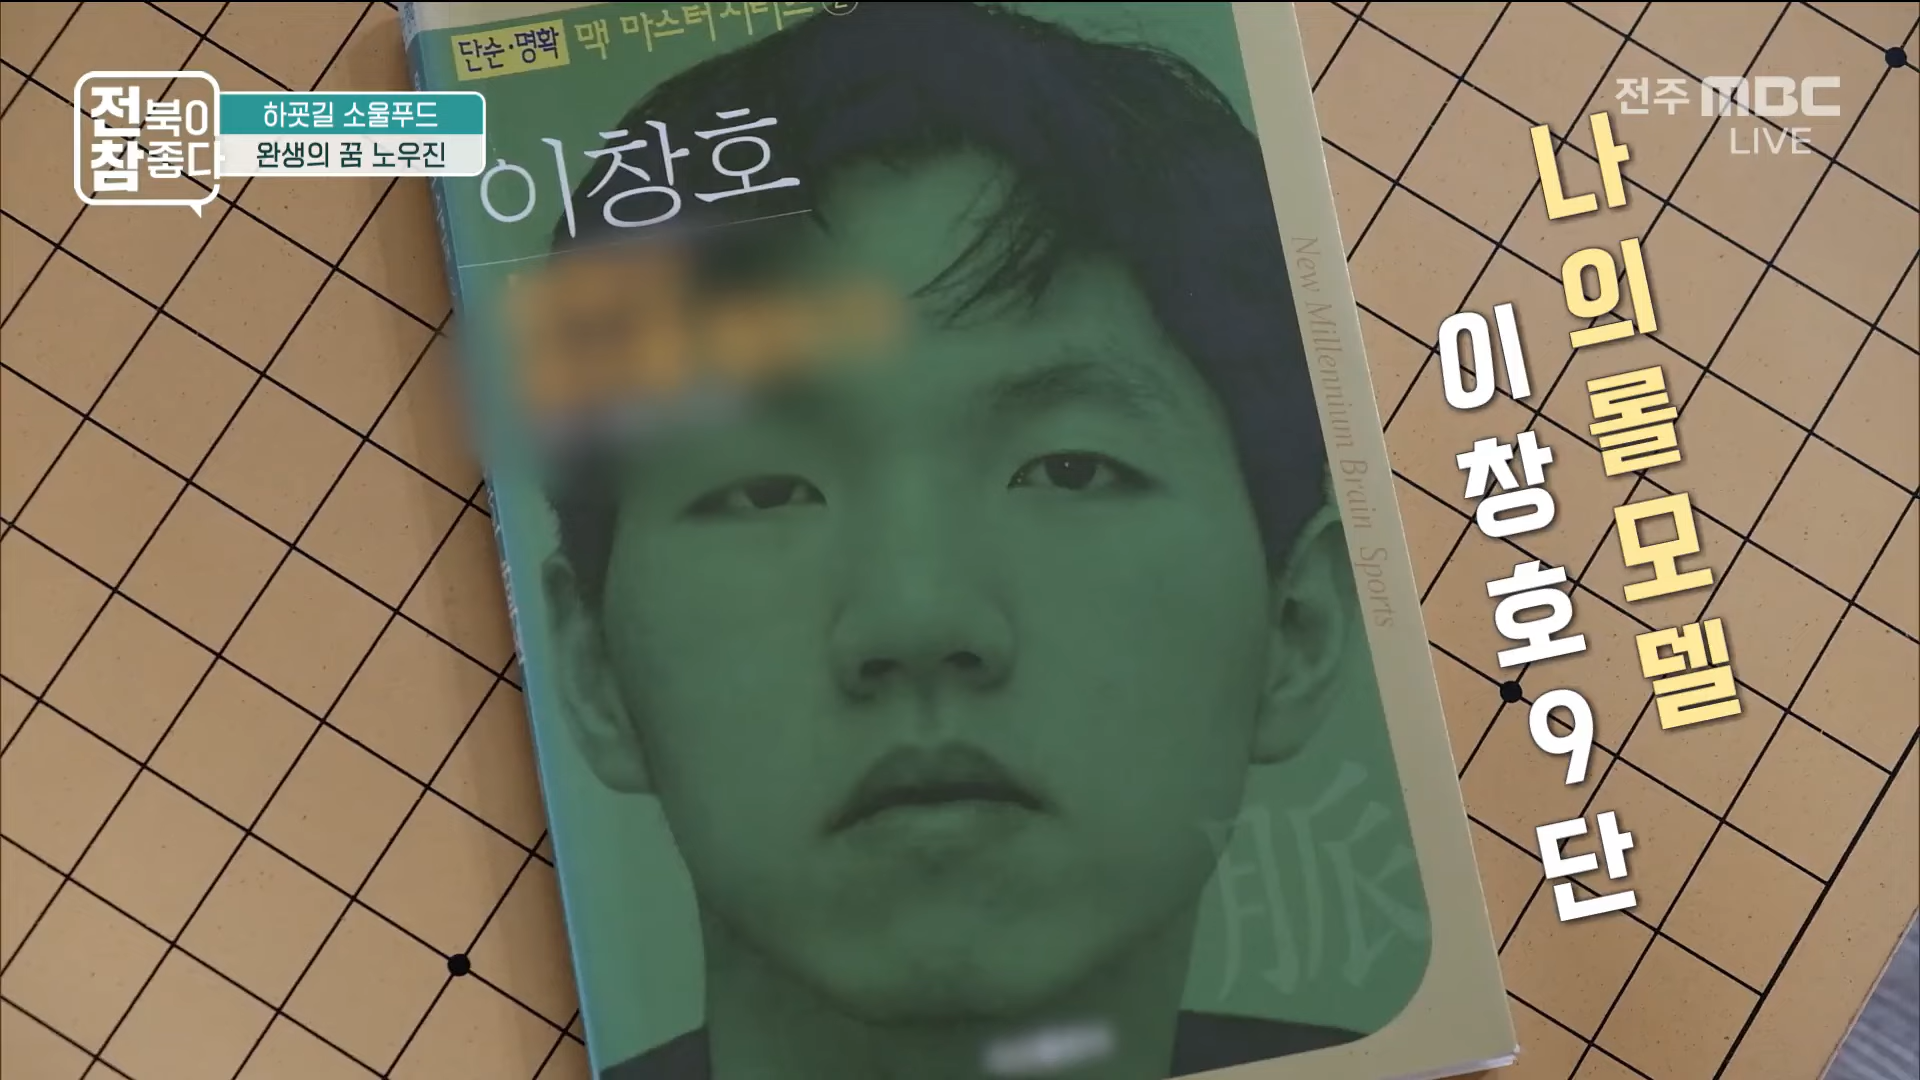 전북이
참좋다
하굣길 소울푸드
완생의 꿈 노우진
전주 MBC
LIVE
단순·명확 맥 마스터 시리즈 2
이창호
New Millennium Brain Sports
脈
나의 롤모델
이창호 9단